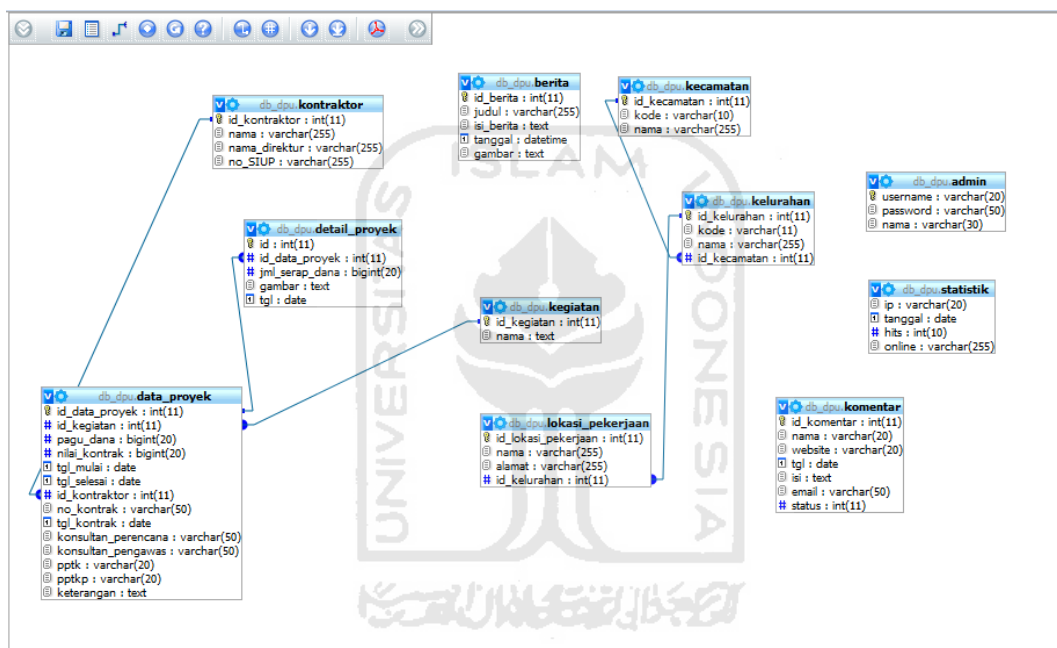 db_dpu.kontraktor
id_kontraktor : int(11)
nama : varchar(255)
nama_direktur : varchar(255)
no_SIUP : varchar(255)
db_dpu.berita
id_berita : int(11)
judul : varchar(255)
isi_berita : text
tanggal : datetime
gambar : text
db_dpu.kecamatan
id_kecamatan : int(11)
kode : varchar(10)
nama : varchar(255)
db_dpu.admin
username : varchar(20)
password : varchar(50)
nama : varchar(30)
db_dpu.kelurahan
id_kelurahan : int(11)
kode : varchar(11)
nama : varchar(255)
# id_kecamatan : int(11)
db_dpu.detail_proyek
id : int(11)
# id_data_proyek : int(11)
# jml_serap_dana : bigint(20)
gambar : text
tgl : date
db_dpu.statistik
ip : varchar(20)
tanggal : date
# hits : int(10)
online : varchar(255)
db_dpu.kegiatan
id_kegiatan : int(11)
nama : text
db_dpu.data_proyek
id_data_proyek : int(11)
# id_kegiatan : int(11)
# pagu_dana : bigint(20)
# nilai_kontrak : bigint(20)
tgl_mulai : date
tgl_selesai : date
# id_kontraktor : int(11)
no_kontrak : varchar(50)
tgl_kontrak : date
konsultan_perencana : varchar(50)
konsultan_pengawas : varchar(50)
pptk : varchar(20)
pptkp : varchar(20)
keterangan : text
db_dpu.lokasi_pekerjaan
id_lokasi_pekerjaan : int(11)
nama : varchar(255)
alamat : varchar(255)
# id_kelurahan : int(11)
db_dpu.komentar
id_komentar : int(11)
nama : varchar(20)
website : varchar(20)
tgl : date
isi : text
email : varchar(50)
# status : int(11)
UNIVERSITAS
ISLAM
INDONESIA